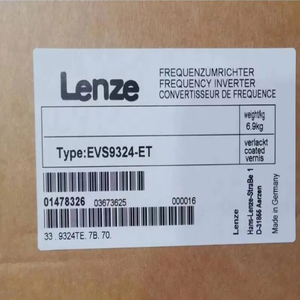 Lenze
FREQUENZUMRICHTER
FREQUENCY INVERTER
CONVERTISSEUR DE FREQUENCE
weight/kg
6.9kg
Type:EVS9324-ET
verlackt
coated
vernis
01478326 03673625 000016
33 . 9324TE. 7B. 70.
Lenze
Hans-Lenze-Straße 1
D-31855 Aerzen
Made in Germany